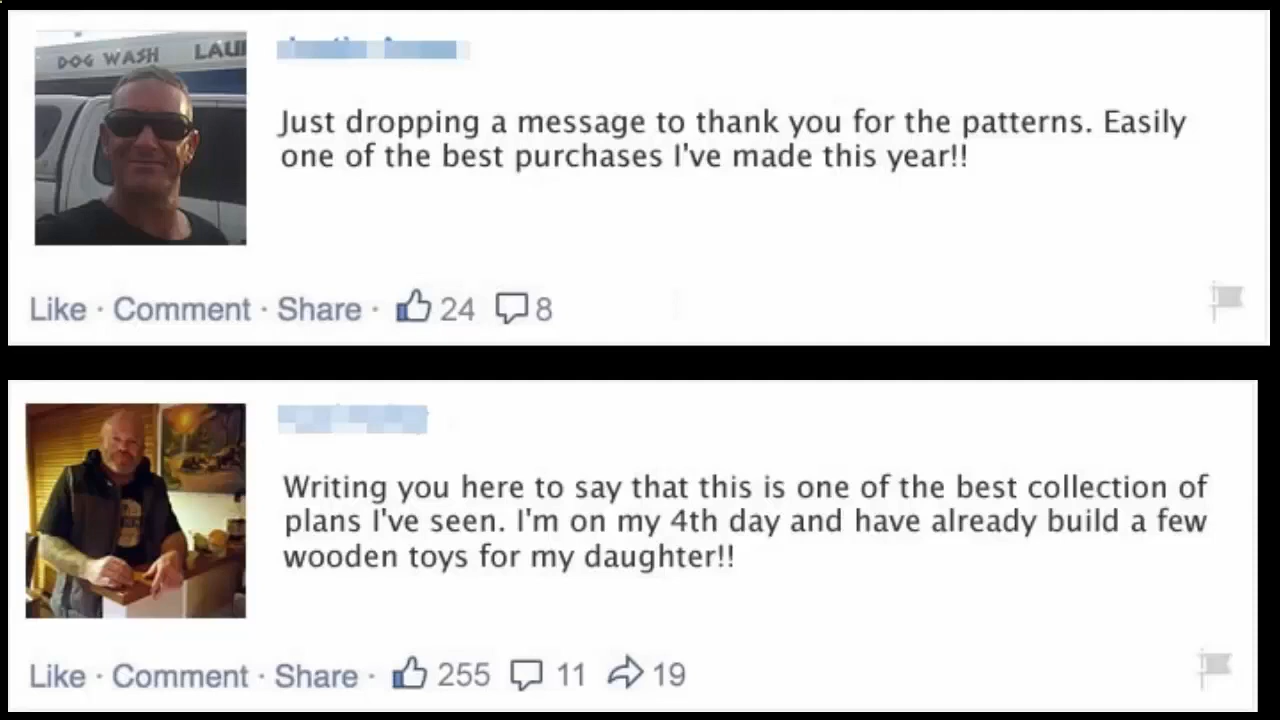 DOG WASH
Just dropping a message to thank you for the patterns. Easily
one of the best purchases I've made this year!!
Like · Comment · Share · 24 8
Writing you here to say that this is one of the best collection of
plans I've seen. I'm on my 4th day and have already build a few
wooden toys for my daughter!!
Like · Comment · Share · 255 11 19